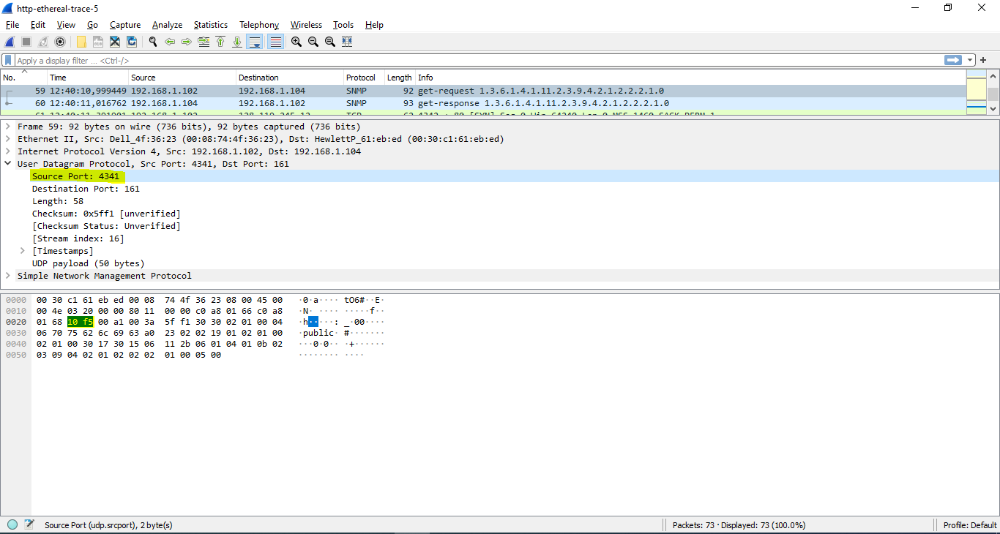 http-ethereal-trace-5
File Edit View Go Capture Analyze Statistics Telephony Wireless Tools Help
Apply a display filter ... <Ctrl-/>
No. Time Source Destination Protocol Length Info
59 12:40:10,999449 192.168.1.102 192.168.1.104 SNMP 92 get-request 1.3.6.1.4.1.11.2.3.9.4.2.1.2.2.2.1.0
60 12:40:11,016762 192.168.1.104 192.168.1.102 SNMP 93 get-response 1.3.6.1.4.1.11.2.3.9.4.2.1.2.2.2.1.0
Frame 59: 92 bytes on wire (736 bits), 92 bytes captured (736 bits)
Ethernet II, Src: Dell_4f:36:23 (00:08:74:4f:36:23), Dst: HewlettP_61:eb:ed (00:30:c1:61:eb:ed)
Internet Protocol Version 4, Src: 192.168.1.102, Dst: 192.168.1.104
User Datagram Protocol, Src Port: 4341, Dst Port: 161
Source Port: 4341
Destination Port: 161
Length: 58
Checksum: 0x5ff1 [unverified]
[Checksum Status: Unverified]
[Stream index: 16]
[Timestamps]
UDP payload (50 bytes)
Simple Network Management Protocol
0000 00 30 c1 61 eb ed 00 08 74 4f 36 23 08 00 45 00 ·0·a···· tO6#··E·
0010 00 4e 03 20 00 00 80 11 00 00 c0 a8 01 66 c0 a8 ·N· ···· ·····f··
0020 01 68 10 f5 00 a1 00 3a 5f f1 30 30 02 01 00 04 ·h·····: _·00····
0030 06 70 75 62 6c 69 63 a0 23 02 02 19 01 02 01 00 ·public· #·······
0040 02 01 00 30 17 30 15 06 11 2b 06 01 04 01 0b 02 ···0·0·· ·+······
0050 03 09 04 02 01 02 02 02 01 00 05 00 ········ ····
Source Port (udp.srcport), 2 byte(s) Packets: 73 · Displayed: 73 (100.0%) Profile: Default